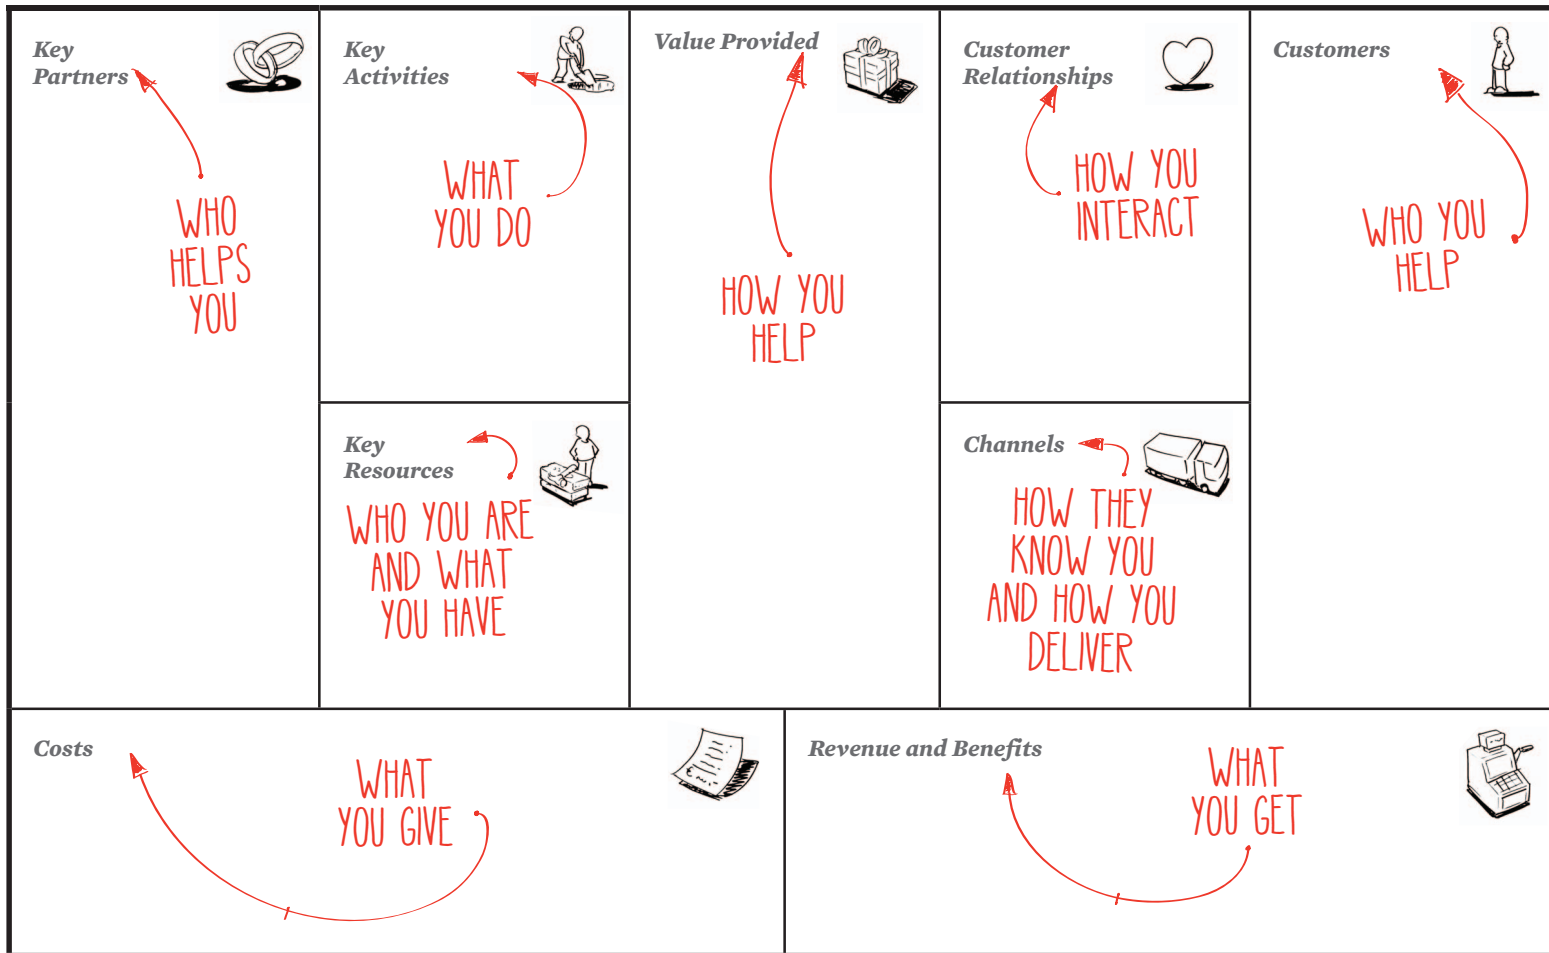 Key
Partners
WHO
HELPS
YOU
Key
Activities
WHAT
YOU DO
Key
Resources
WHO YOU ARE
AND WHAT
YOU HAVE
Value Provided
HOW YOU
HELP
Customer
Relationships
HOW YOU
INTERACT
Channels
HOW THEY
KNOW YOU
AND HOW YOU
DELIVER
Customers
WHO YOU
HELP
Costs
WHAT
YOU GIVE
Revenue and Benefits
WHAT
YOU GET